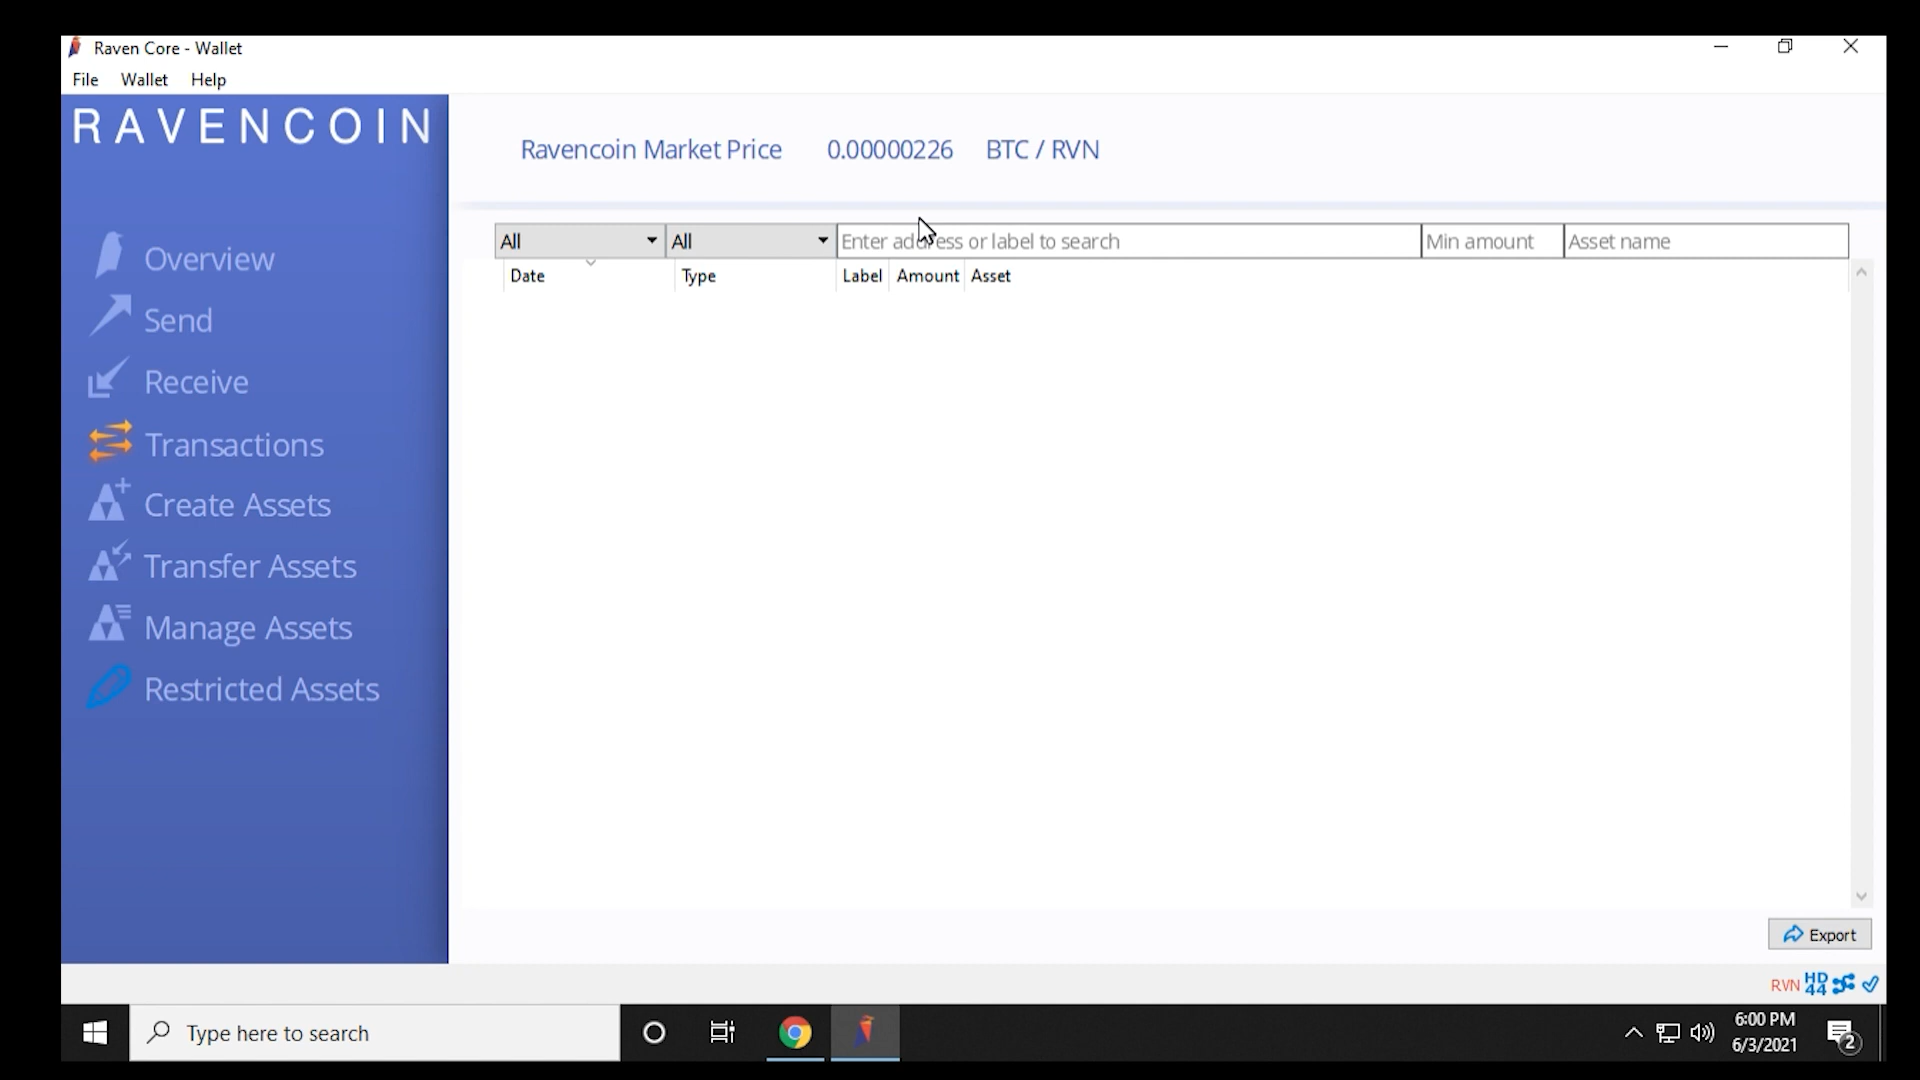 Raven Core - Wallet
File Wallet Help
RAVENCOIN
Ravencoin Market Price 0.00000226 BTC / RVN
All All Enter address or label to search Min amount Asset name
Date Type Label Amount Asset
Overview
Send
Receive
Transactions
Create Assets
Transfer Assets
Manage Assets
Restricted Assets
Export
RVN HD 44
Type here to search
6:00 PM
6/3/2021
2